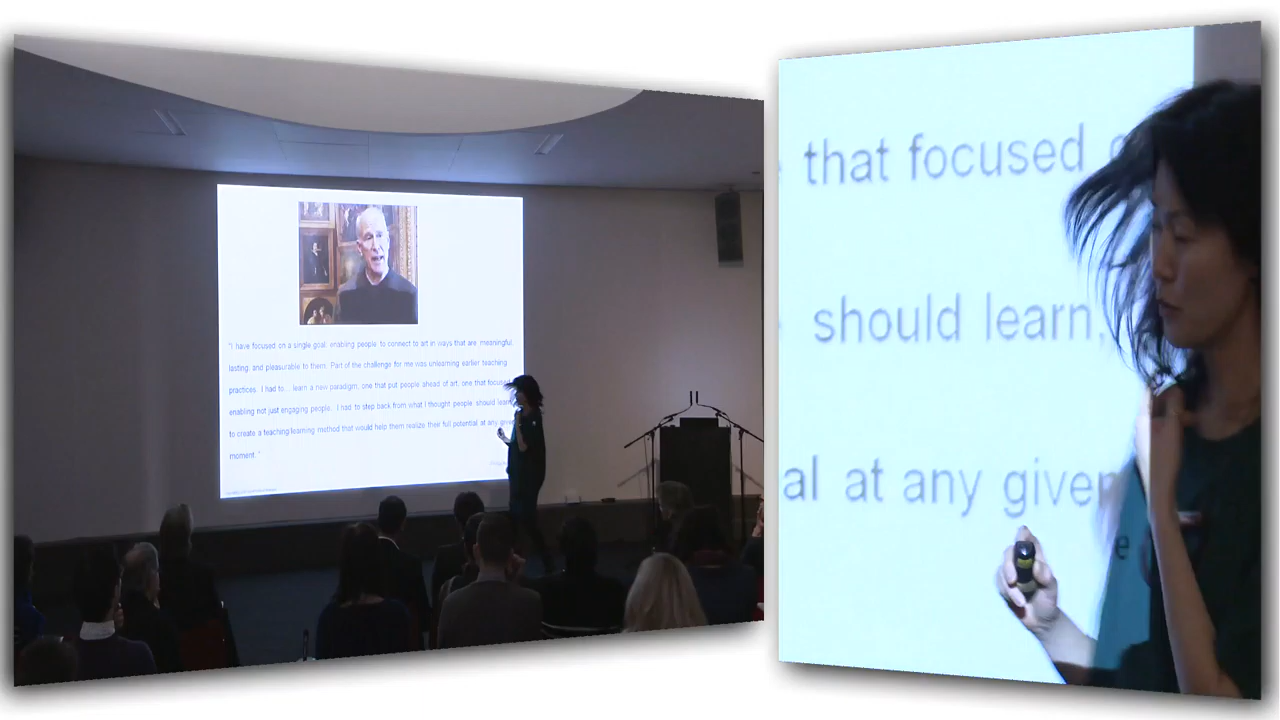 "I have focused on a single goal: enabling people to connect to art in ways that are meaningful,
lasting and pleasurable to them. Part of the challenge for me was unlearning earlier teaching
practices. I had to... learn a new paradigm, one that put people ahead of art, one that focused
enabling not just engaging people. I had to step back from what I thought people should learn,
to create a teaching/learning method that would help them realize their full potential at any given
moment."
that focused
should learn,
al at any given
e